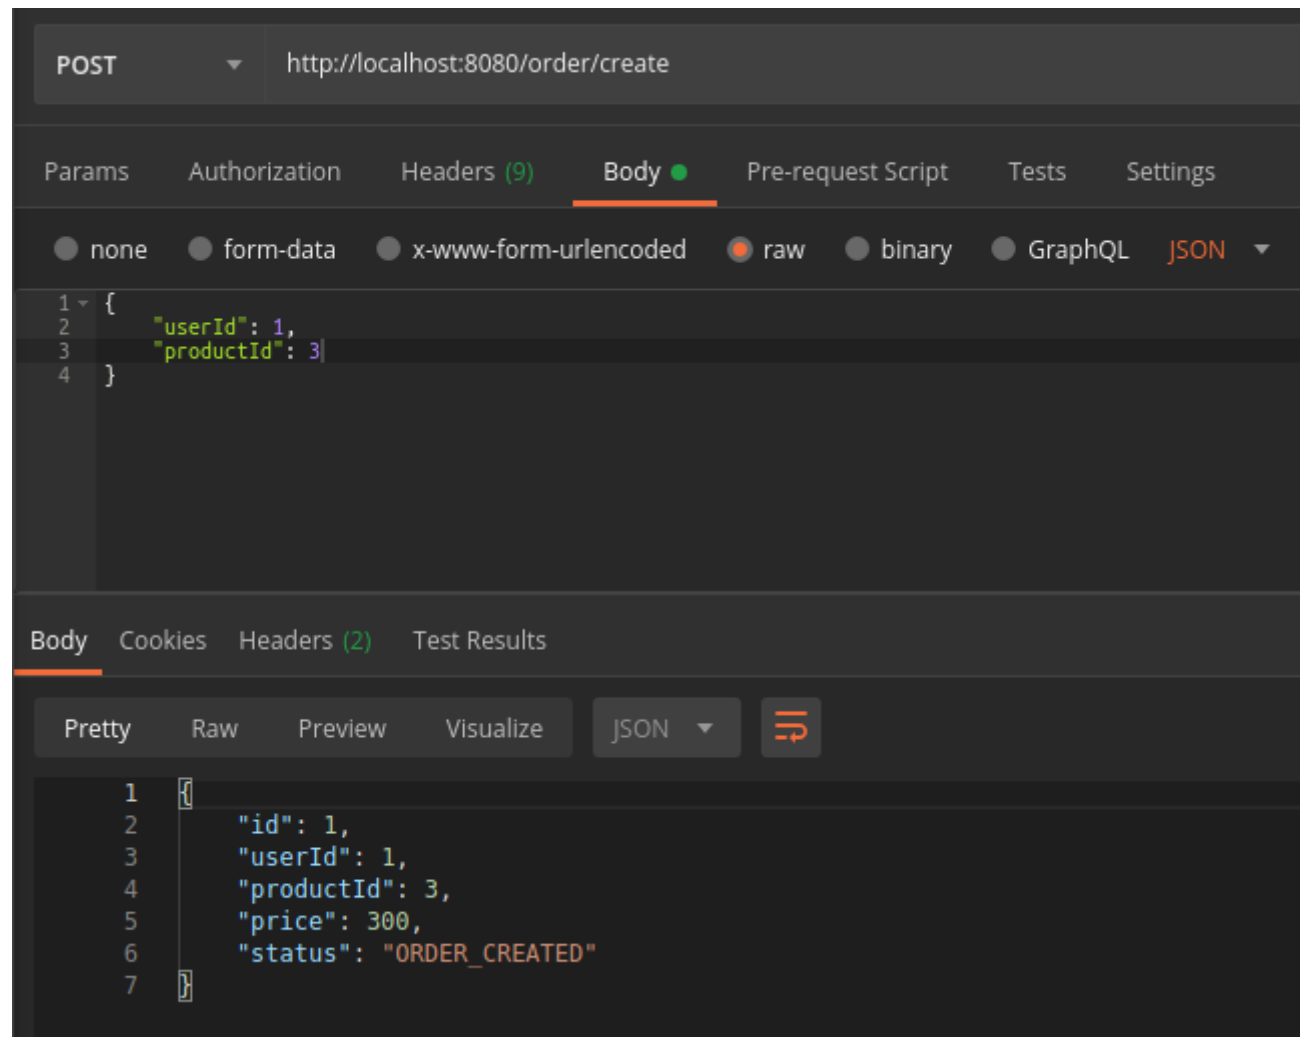 POST http://localhost:8080/order/create
Params Authorization Headers (9) Body Pre-request Script Tests Settings
none form-data x-www-form-urlencoded raw binary GraphQL JSON
1 {
2 "userId": 1,
3 "productId": 3
4 }
Body Cookies Headers (2) Test Results
Pretty Raw Preview Visualize JSON
1 {
2 "id": 1,
3 "userId": 1,
4 "productId": 3,
5 "price": 300,
6 "status": "ORDER_CREATED"
7 }